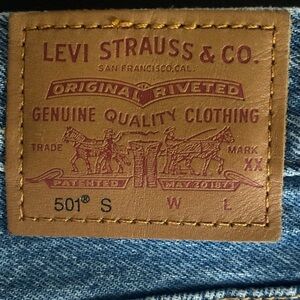 LEVI STRAUSS & CO.
SAN FRANCISCO, CAL.
ORIGINAL RIVETED
GENUINE QUALITY CLOTHING
TRADE MARK
XX
PATENTED MAY 20 1873
501® S W L